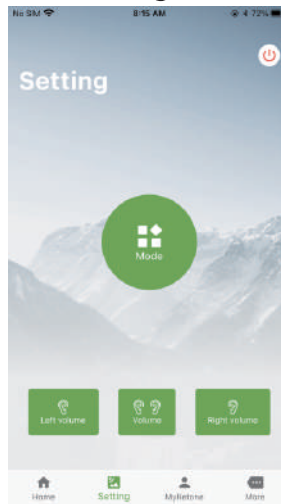 No SIM 8:15 AM 72%
Setting
Mode
Left volume Volume Right volume
Home Setting MyRetone More